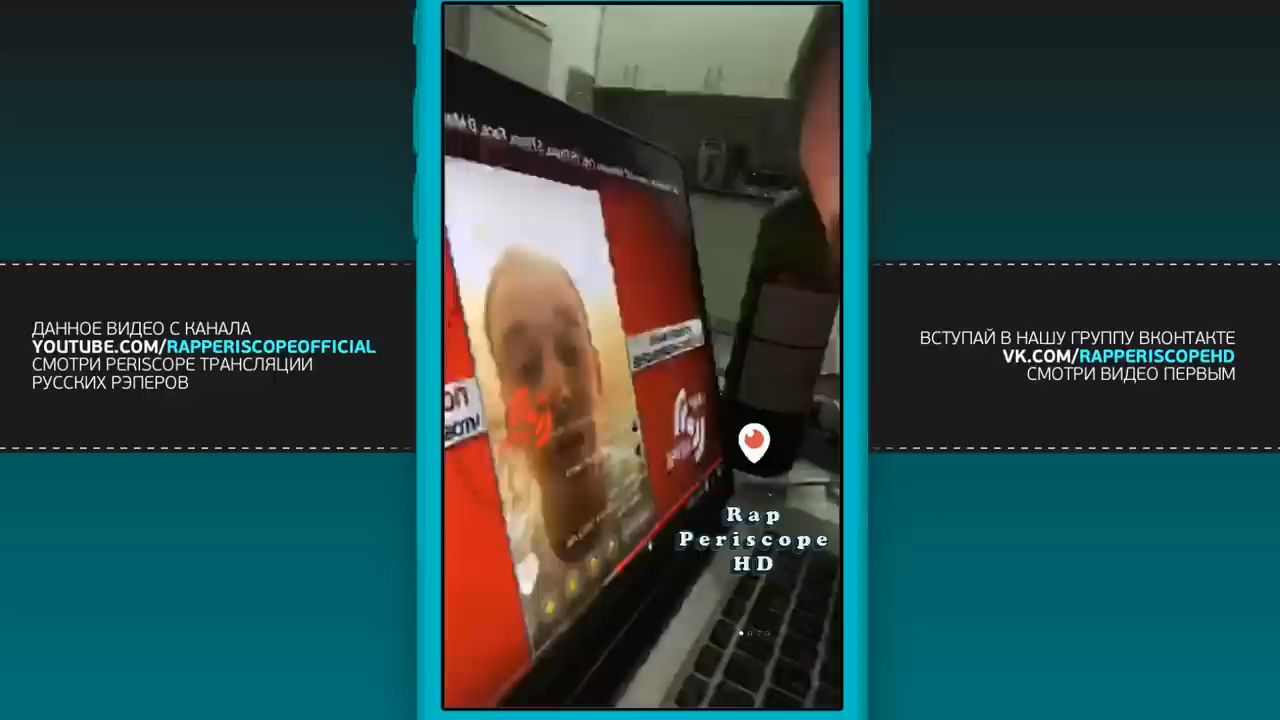 ДАННОЕ ВИДЕО С КАНАЛА
YOUTUBE.COM/RAPPERISCOPEOFFICIAL
СМОТРИ PERISCOPE ТРАНСЛЯЦИИ
РУССКИХ РЭПЕРОВ
Rap
Periscope
HD
ВСТУПАЙ В НАШУ ГРУППУ ВКОНТАКТЕ
VK.COM/RAPPERISCOPEHD
СМОТРИ ВИДЕО ПЕРВЫМ